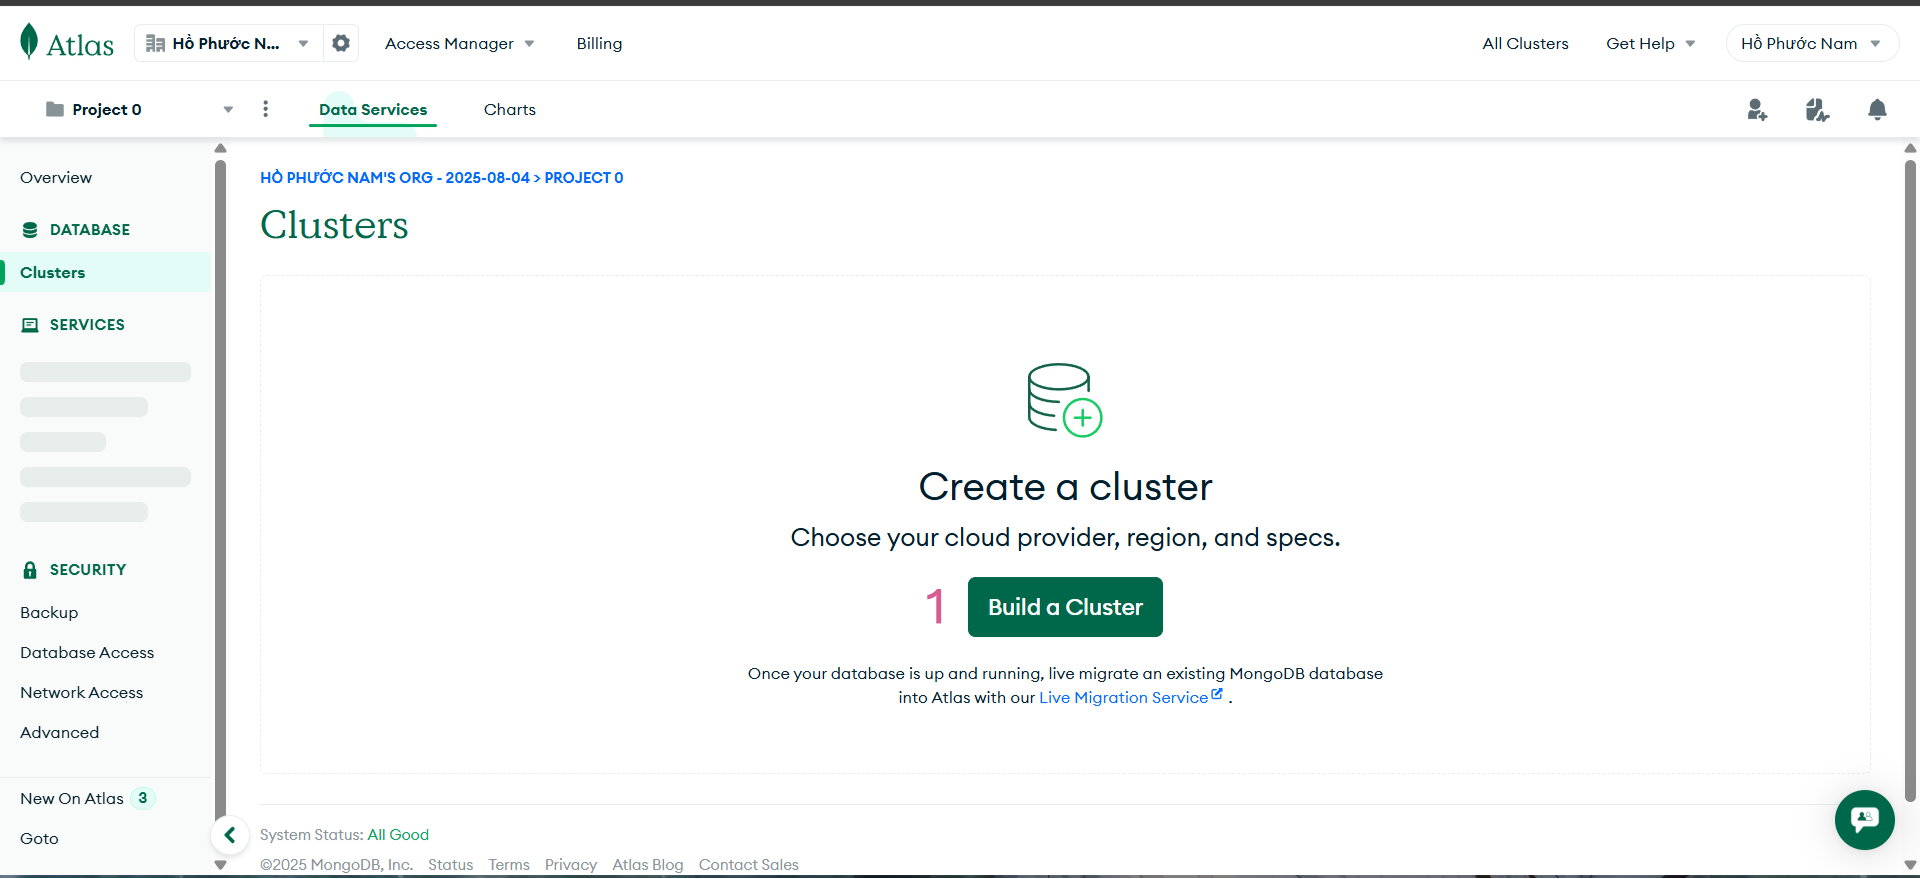 Atlas
Hồ Phước N...
Access Manager
Billing
All Clusters
Get Help
Hồ Phước Nam
Project 0
Data Services
Charts
Overview
DATABASE
Clusters
SERVICES
SECURITY
Backup
Database Access
Network Access
Advanced
New On Atlas 3
Goto
HỒ PHƯỚC NAM'S ORG - 2025-08-04 > PROJECT 0
Clusters
Create a cluster
Choose your cloud provider, region, and specs.
1 Build a Cluster
Once your database is up and running, live migrate an existing MongoDB database
into Atlas with our Live Migration Service .
System Status: All Good
©2025 MongoDB, Inc. Status Terms Privacy Atlas Blog Contact Sales